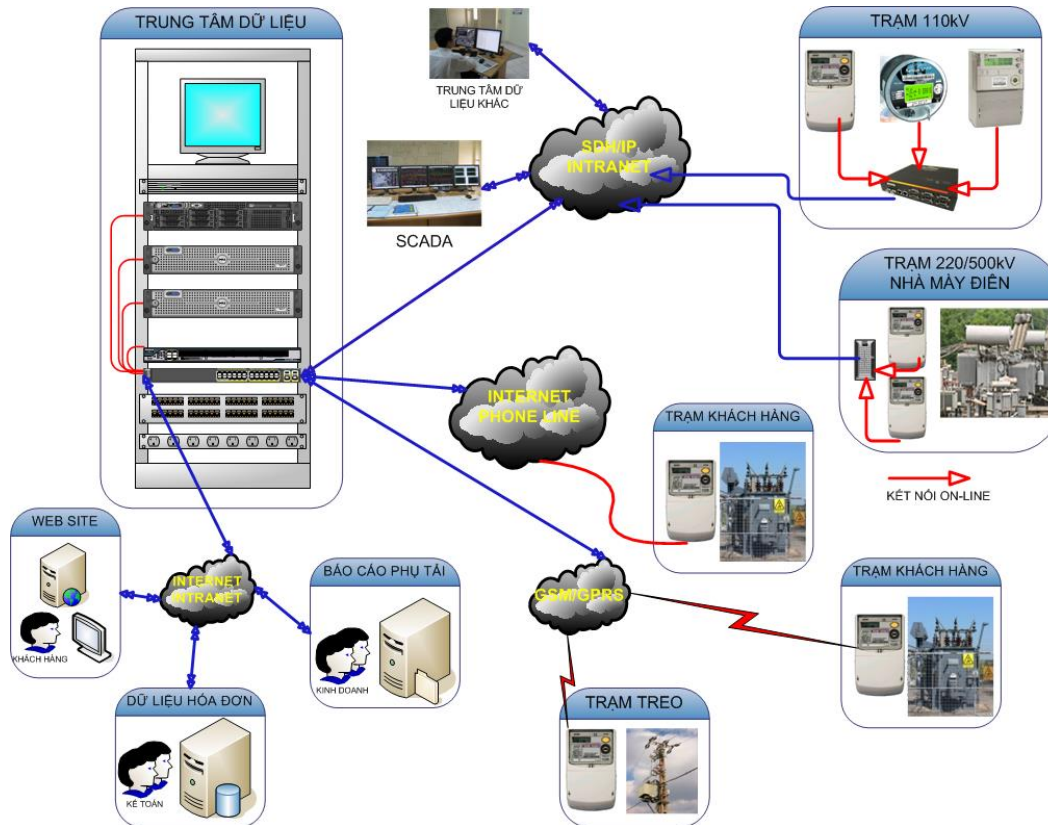 TRUNG TÂM DỮ LIỆU
TRUNG TÂM DỮ
LIỆU KHÁC
SCADA
SDH/IP
INTRANET
TRẠM 110kV
TRẠM 220/500kV
NHÀ MÁY ĐIỆN
KẾT NỐI ON-LINE
INTERNET
PHONE LINE
TRẠM KHÁCH HÀNG
GSM/GPRS
TRẠM KHÁCH HÀNG
TRẠM TREO
WEB SITE
KHÁCH HÀNG
INTERNET
INTRANET
BÁO CÁO PHỤ TẢI
KINH DOANH
DỮ LIỆU HÓA ĐƠN
KẾ TOÁN